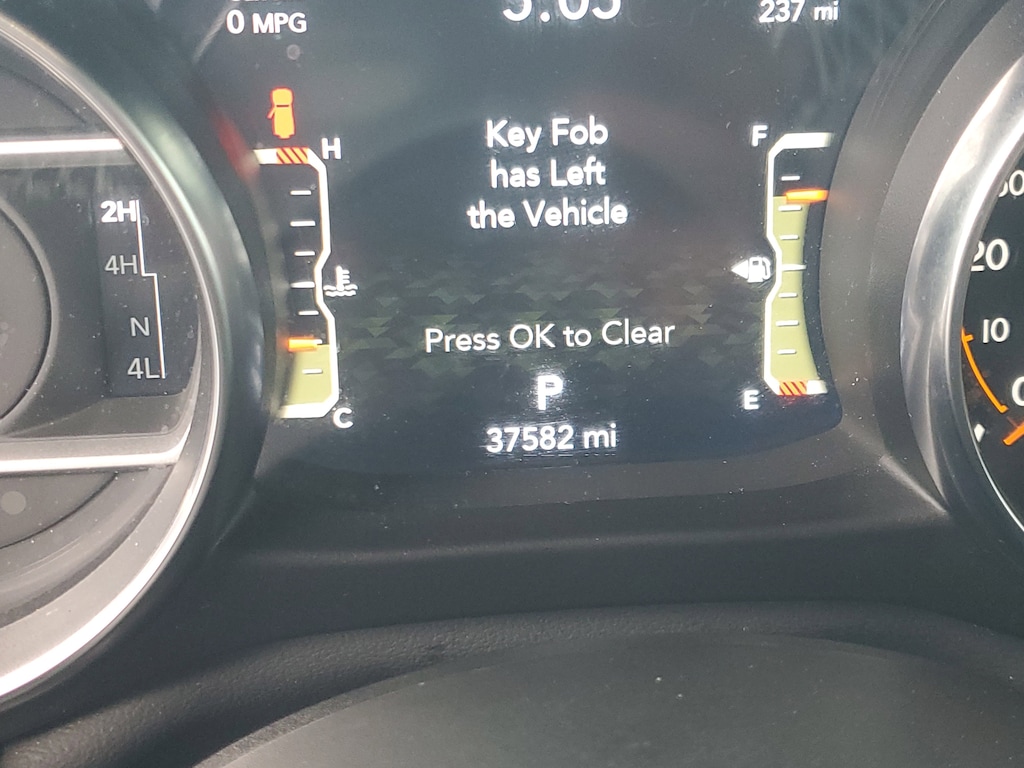 0 MPG
237 mi
H
F
Key Fob
has Left
the Vehicle
2H
4H
N
4L
Press OK to Clear
P
C
E
37582 mi
20
10
0